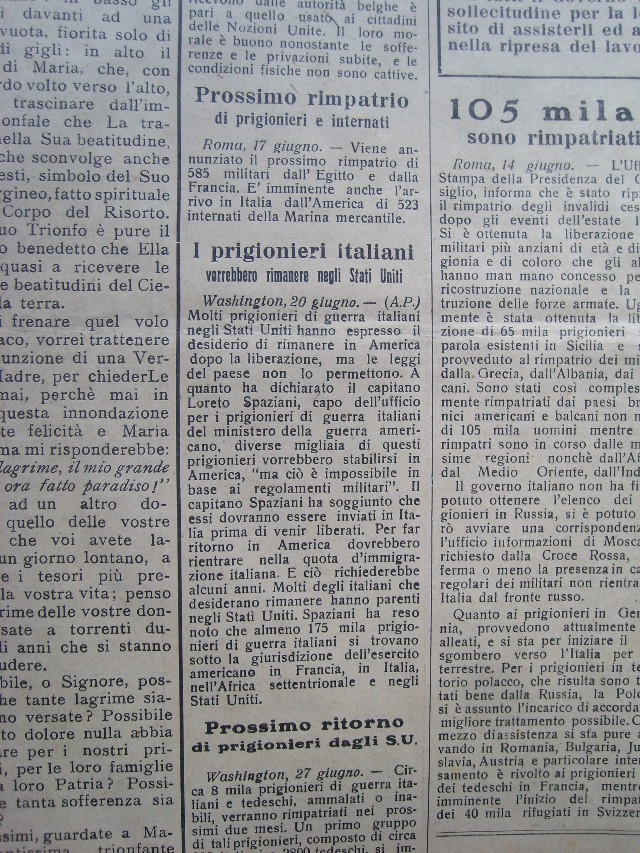 davanti ad una
vuota, fiorita solo di
di gigli: in alto il
di Maria, che, con
rdo volto verso l'alto,
trascinare dall'im-
onfale che La tra-
nella Sua beatitudine,
che sconvolge anche
esti, simbolo del Suo
rgineo, fatto spirituale
Corpo del Risorto.
uo Trionfo è pure il
o benedetto che Ella
quasi a ricevere le
e beatitudini del Cie-
la terra.
i frenare quel volo
aco, vorrei trattenere
unzione di una Ver-
Madre, per chiederLe
mai, perchè mai in
questa innondazione
te felicità e Maria
ma mi risponderebbe:
lagrime, il mio grande
ora fatto paradiso!"
ad un altro do-
quello delle vostre
che voi avete la-
un giorno lontano, a
e i tesori più pre-
la vostra vita; penso
rime delle vostre don-
sate a torrenti du-
li anni che si stanno
udere.
bile, o Signore, pos-
che tante lagrime sia-
no versate? Possibile
to dolore nulla abbia
are per i nostri pri-
i, per le loro famiglie
a loro Patria? Possi-
e tanta sofferenza sia
?
simi, guardate a Ma-
trionfante
ricevono dalle autorità belghe è
pari a quello usato ai cittadini
delle Nozioni Unite. Il loro mo-
rale è buono nonostante le soffe-
renze e le privazioni subite, e le
condizioni fisiche non sono cattive.
Prossimo rimpatrio
di prigionieri e internati
Roma, 17 giugno. — Viene an-
nunziato il prossimo rimpatrio di
585 militari dall'Egitto e dalla
Francia. E' imminente anche l'ar-
rivo in Italia dall'America di 523
internati della Marina mercantile.
I prigionieri italiani
vorrebbero rimanere negli Stati Uniti
Washington, 20 giugno. — (A.P.)
Molti prigionieri di guerra italiani
negli Stati Uniti hanno espresso il
desiderio di rimanere in America
dopo la liberazione, ma le leggi
del paese non lo permettono. A
quanto ha dichiarato il capitano
Loreto Spaziani, capo dell'ufficio
per i prigionieri di guerra italiani
del ministero della guerra ameri-
cano, diverse migliaia di questi
prigionieri vorrebbero stabilirsi in
America, "ma ciò è impossibile in
base ai regolamenti militari". Il
capitano Spaziani ha soggiunto che
essi dovranno essere inviati in Ita-
lia prima di venir liberati. Per far
ritorno in America dovrebbero
rientrare nella quota d'immigra-
zione italiana. E ciò richiederebbe
alcuni anni. Molti degli italiani che
desiderano rimanere hanno parenti
negli Stati Uniti. Spaziani ha reso
noto che almeno 175 mila prigio-
nieri di guerra italiani si trovano
sotto la giurisdizione dell'esercito
americano in Francia, in Italia,
nell'Africa settentrionale e negli
Stati Uniti.
Prossimo ritorno
di prigionieri dagli S.U.
Washington, 27 giugno. — Cir-
ca 8 mila prigionieri di guerra ita-
liani e tedeschi, ammalati o ina-
bili, verranno rimpatriati nei pros-
simi due mesi. Un primo gruppo
di tali prigionieri, composto di circa
sollecitudine per la
sito di assisterli ed a
nella ripresa del lavo
105 mila
sono rimpatriati
Roma, 14 giugno. — L'Uf
Stampa della Presidenza del C
siglio, informa che è stato rip
il rimpatrio degli invalidi ces
dopo gli eventi dell'estate 1
Si è ottenuta la liberazione
militari più anziani di età e di
gionia e di coloro che gli al
hanno man mano concesso pe
ricostruzione nazionale e la
truzione delle forze armate. Ug
mente è stata ottenuta la lib
zione di 65 mila prigionieri
parola esistenti in Sicilia e s
provveduto al rimpatrio dei mi
dalla Grecia, dall'Albania, dai
cani. Sono stati così comples
mente rimpatriati dai paesi br
nici americani e balcani non m
di 105 mila uomini mentre
rimpatri sono in corso dalle m
sime regioni nonchè dall'Af
dal Medio Oriente, dall'Ind
Il governo italiano non ha fi
potuto ottenere l'elenco dei
gionieri in Russia, si è potuto
rò avviare una corrispondenz
l'ufficio informazioni di Mosca
richiesto dalla Croce Rossa,
ferma o meno la presenza in ca
regolari dei militari non rientra
Italia dal fronte russo.
Quanto ai prigionieri in Ger
nia, provvedono attualmente
alleati, e si sta per iniziare il
sgombero verso l'Italia per
terrestre. Per i prigionieri in te
torio polacco, che risulta sono t
tati bene dalla Russia, la Polo
si è assunto l'incarico di accorda
migliore trattamento possibile. C
mezzo di assistenza si sta pure a
vando in Romania, Bulgaria, Ju
slavia, Austria e particolare inter
samento è rivolto ai prigionieri
dei tedeschi in Francia, mentre
imminente l'inizio del rimpa
dei 40 mila rifugiati in Svizzer